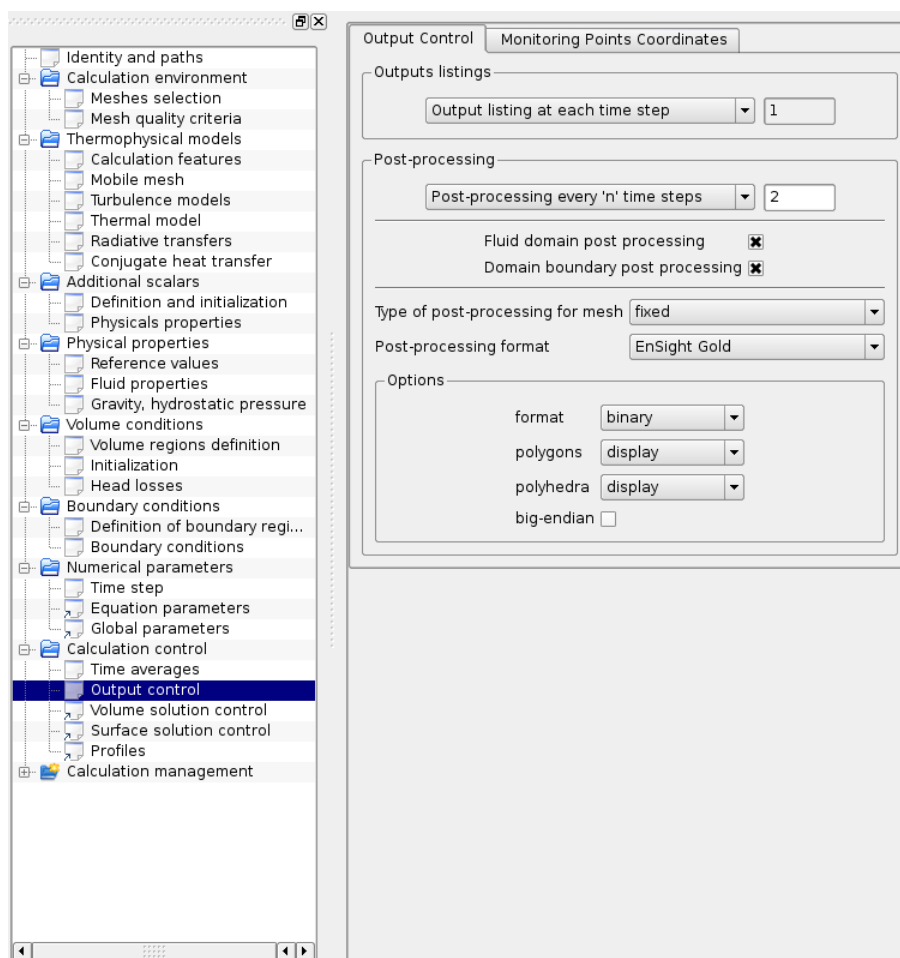 Identity and paths
Calculation environment
Meshes selection
Mesh quality criteria
Thermophysical models
Calculation features
Mobile mesh
Turbulence models
Thermal model
Radiative transfers
Conjugate heat transfer
Additional scalars
Definition and initialization
Physicals properties
Physical properties
Reference values
Fluid properties
Gravity, hydrostatic pressure
Volume conditions
Volume regions definition
Initialization
Head losses
Boundary conditions
Definition of boundary regi...
Boundary conditions
Numerical parameters
Time step
Equation parameters
Global parameters
Calculation control
Time averages
Output control
Volume solution control
Surface solution control
Profiles
Calculation management
Output Control Monitoring Points Coordinates
Outputs listings
Output listing at each time step 1
Post-processing
Post-processing every 'n' time steps 2
Fluid domain post processing
Domain boundary post processing
Type of post-processing for mesh fixed
Post-processing format EnSight Gold
Options
format binary
polygons display
polyhedra display
big-endian